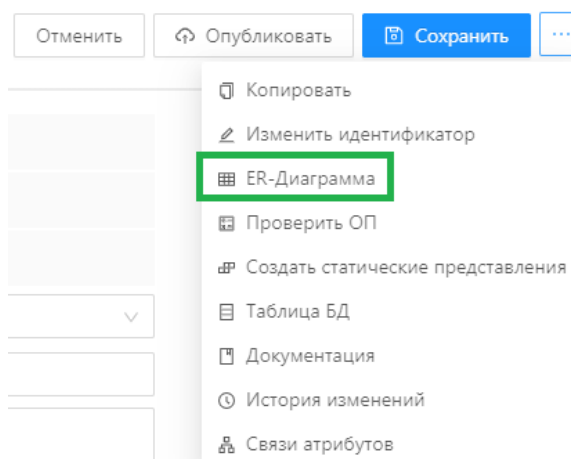 Отменить
Опубликовать
Сохранить
...
Копировать
Изменить идентификатор
ER-Диаграмма
Проверить ОП
Создать статические представления
Таблица БД
Документация
История изменений
Связи атрибутов